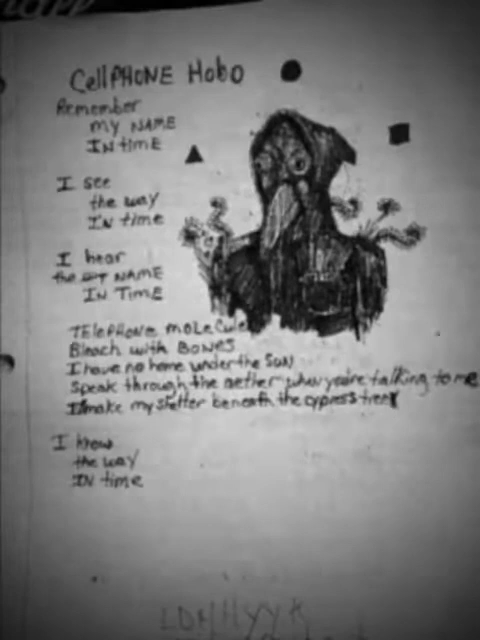 CellPHONE Hobo
Remember
my NAME
IN time
I see
the way
IN time
I hear
the NAME
IN TIME
TElePHONE moLeCule
Bleach with BONES
I have no home under the SUN
Speak through the aether when you're talking to me
I make my shelter beneath the cypress tree
I know
the way
IN time